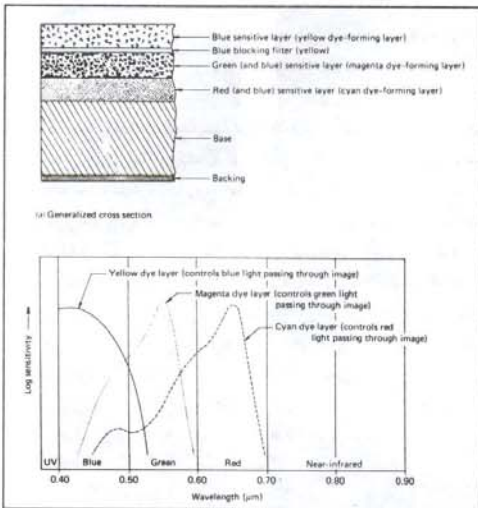 Blue sensitive layer (yellow dye-forming layer)
Blue blocking filter (yellow)
Green (and blue) sensitive layer (magenta dye-forming layer)
Red (and blue) sensitive layer (cyan dye-forming layer)
Base
Backing
(a) Generalized cross section
Yellow dye layer (controls blue light passing through image)
Magenta dye layer (controls green light
passing through image)
Cyan dye layer (controls red
light passing through image)
Log sensitivity
UV Blue Green Red Near-infrared
0.40 0.50 0.60 0.70 0.80 0.90
Wavelength (μm)